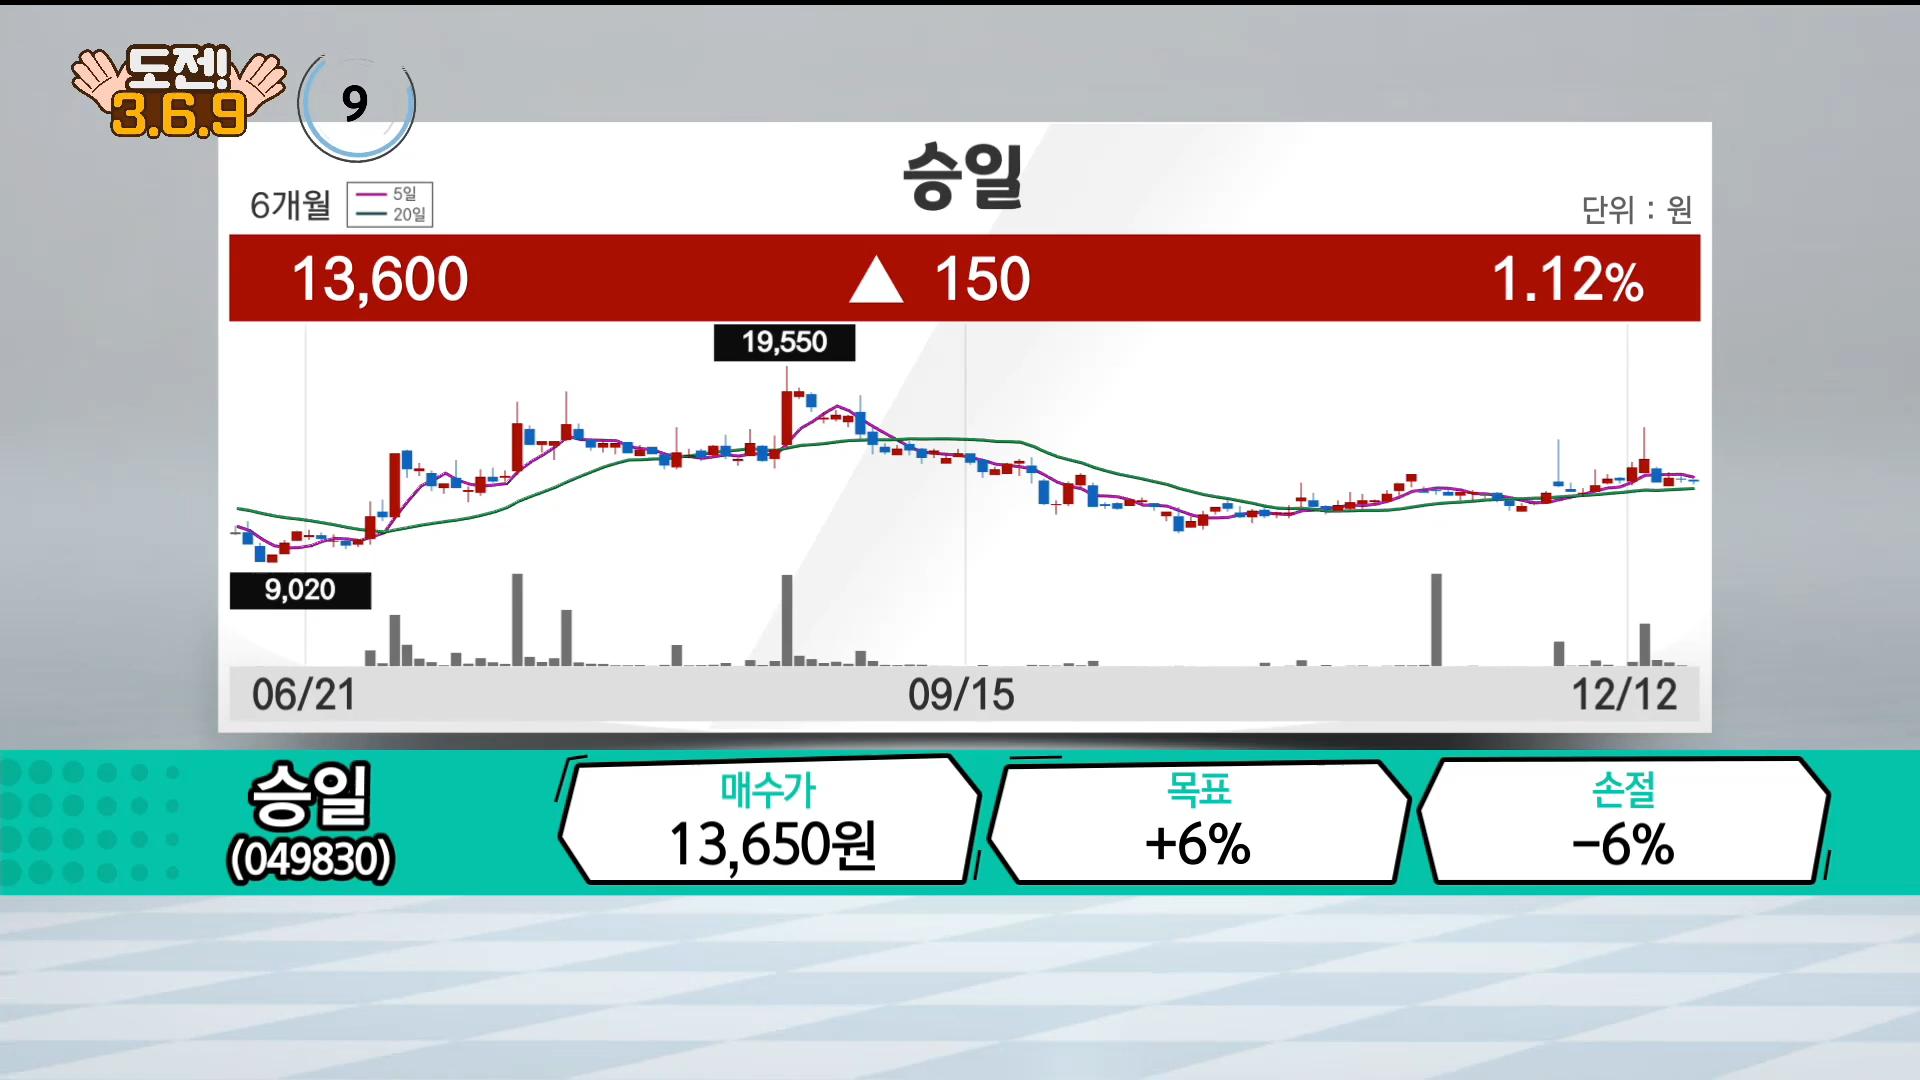 도젠!
3.6.9
9
승일
6개월
5일
20일
단위 : 원
13,600 ▲ 150 1.12%
19,550
9,020
06/21 09/15 12/12
승일
(049830)
매수가
13,650원
목표
+6%
손절
-6%